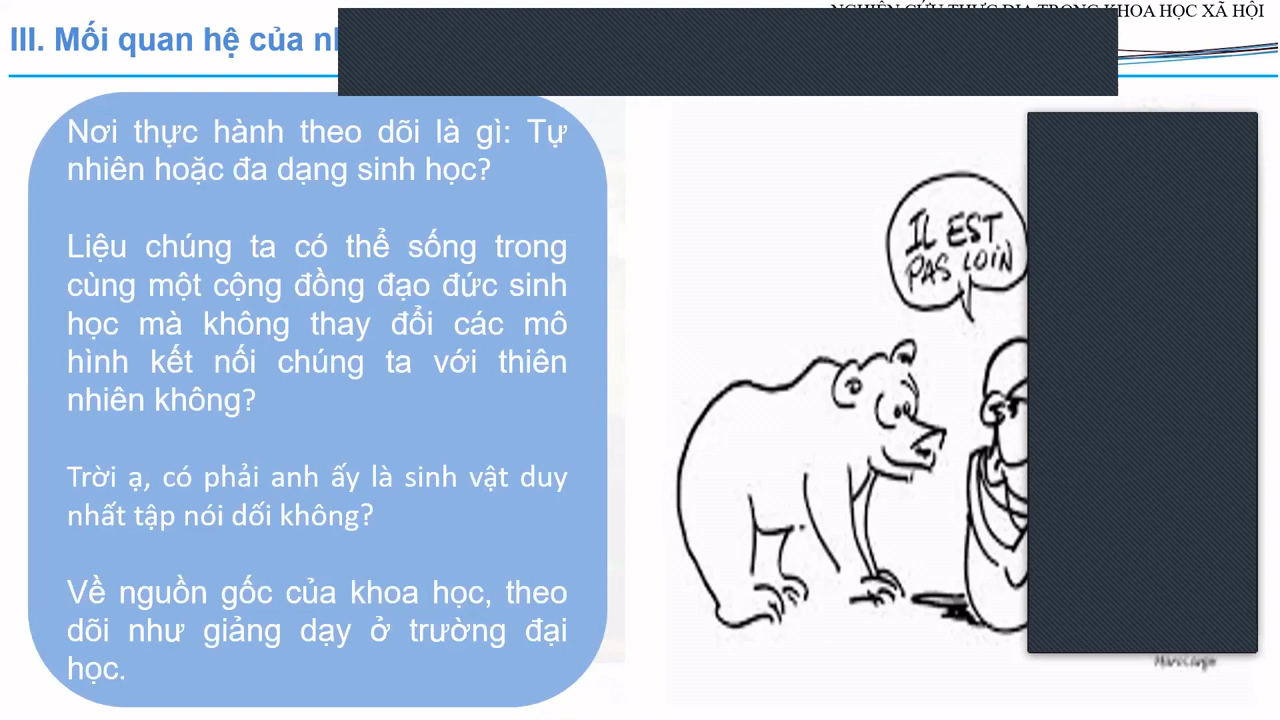 KHOA HỌC XÃ HỘI
III. Mối quan hệ của
Nơi thực hành theo dõi là gì: Tự
nhiên hoặc đa dạng sinh học?
Liệu chúng ta có thể sống trong
cùng một cộng đồng đạo đức sinh
học mà không thay đổi các mô
hình kết nối chúng ta với thiên
nhiên không?
Trời ạ, có phải anh ấy là sinh vật duy
nhất tập nói dối không?
Về nguồn gốc của khoa học, theo
dõi như giảng dạy ở trường đại
học.
IL EST
PAS LOIN